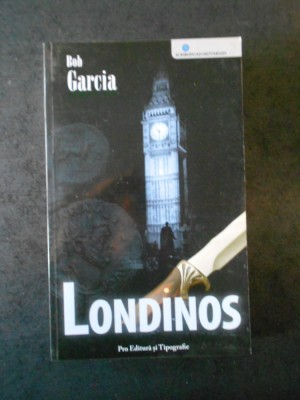 Bob
Garcia
LONDINOS
Pro Editură și Tipografie